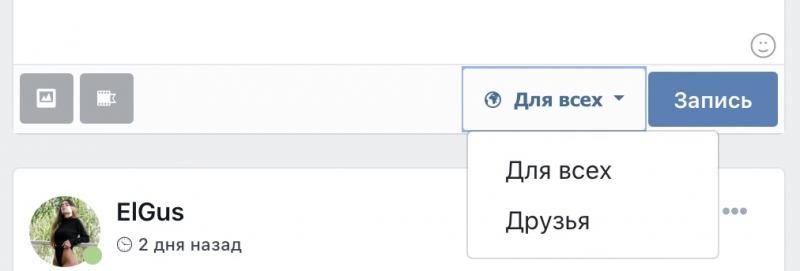 Для всех
Запись
Для всех
Друзья
ElGus
2 дня назад